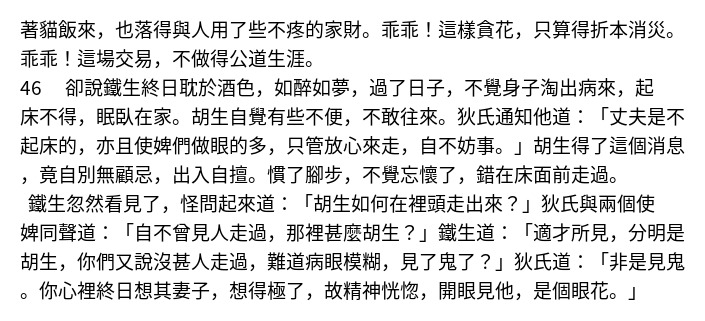 著貓飯來，也落得與人用了些不疼的家財。乖乖！這樣貪花，只算得折本消災。
乖乖！這場交易，不做得公道生涯。
46　卻說鐵生終日耽於酒色，如醉如夢，過了日子，不覺身子淘出病來，起
床不得，眠臥在家。胡生自覺有些不便，不敢往來。狄氏通知他道：「丈夫是不
起床的，亦且使婢們做眼的多，只管放心來走，自不妨事。」胡生得了這個消息
，竟自別無顧忌，出入自擅。慣了腳步，不覺忘懷了，錯在床面前走過。
鐵生忽然看見了，怪問起來道：「胡生如何在裡頭走出來？」狄氏與兩個使
婢同聲道：「自不曾見人走過，那裡甚麼胡生？」鐵生道：「適才所見，分明是
胡生，你們又說沒甚人走過，難道病眼模糊，見了鬼了？」狄氏道：「非是見鬼
。你心裡終日想其妻子，想得極了，故精神恍惚，開眼見他，是個眼花。」